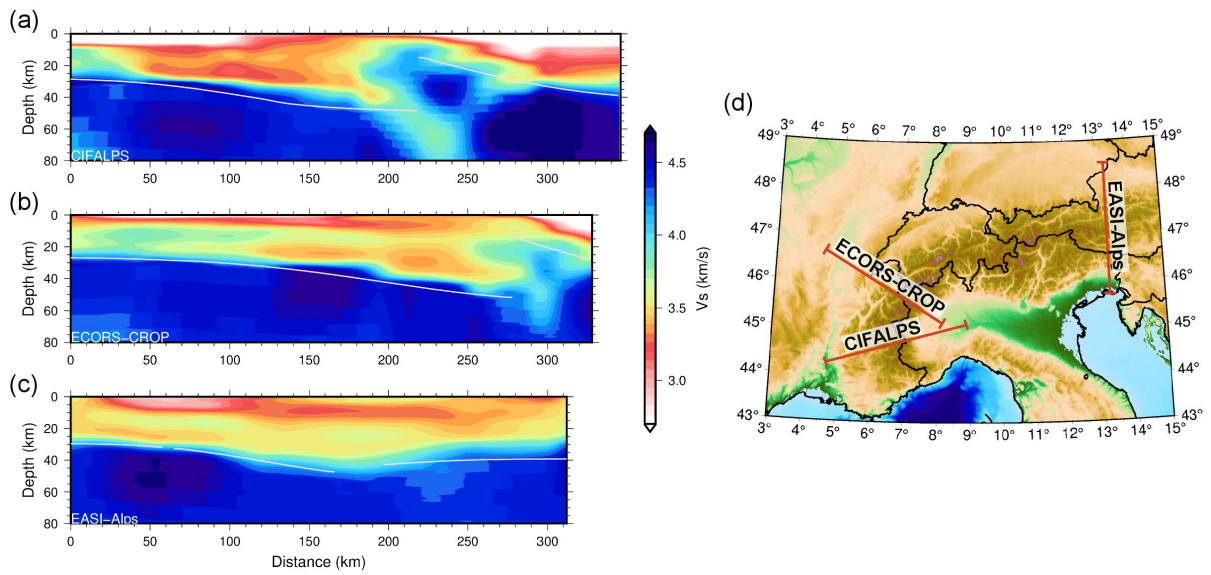 (a)
0
20
40
60
80
Depth (km)
CIFALPS
0 50 100 150 200 250 300
(b)
0
20
40
60
80
Depth (km)
ECORS-CROP
0 50 100 150 200 250 300
(c)
0
20
40
60
80
Depth (km)
EASI-Alps
0 50 100 150 200 250 300
Distance (km)
4.5
4.0
3.5
3.0
Vs (km/s)
(d)
3° 4° 5° 6° 7° 8° 9° 10° 11° 12° 13° 14° 15°
49° 49°
48° 48°
47° 47°
46° 46°
45° 45°
44° 44°
43° 43°
3° 4° 5° 6° 7° 8° 9° 10° 11° 12° 13° 14° 15°
EASI-Alps
ECORS-CROP
CIFALPS